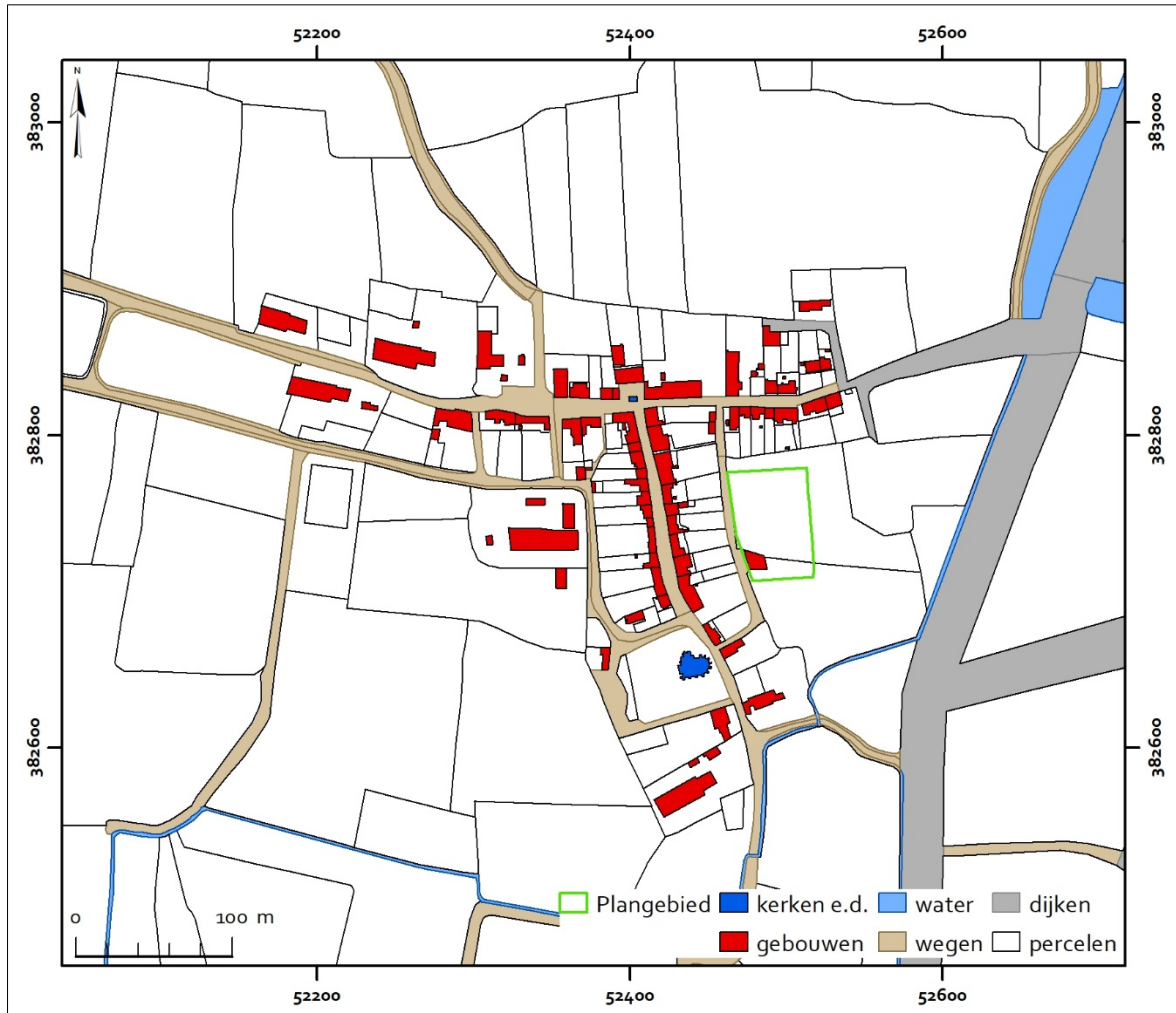 52200 52400 52600
N
383000 383000
382800 382800
382600 382600
0 100 m
Plangebied kerken e.d. water dijken
gebouwen wegen percelen
52200 52400 52600